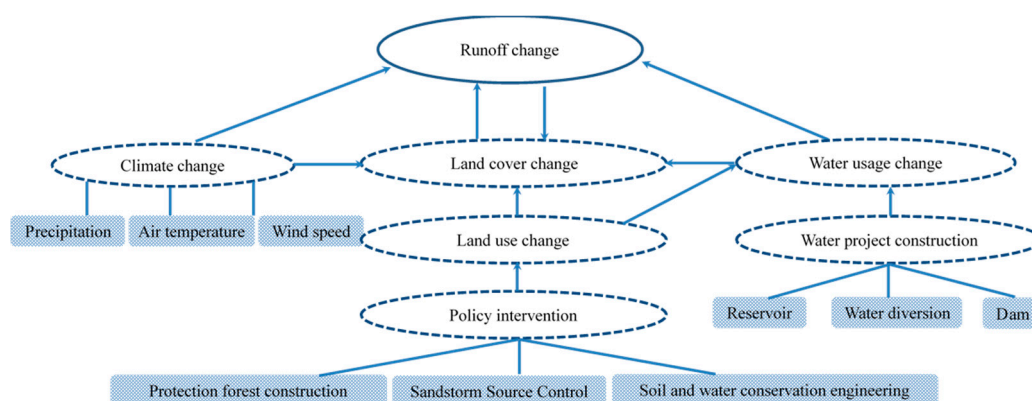 Runoff change
Climate change
Land cover change
Water usage change
Precipitation
Air temperature
Wind speed
Land use change
Water project construction
Policy intervention
Reservoir
Water diversion
Dam
Protection forest construction
Sandstorm Source Control
Soil and water conservation engineering